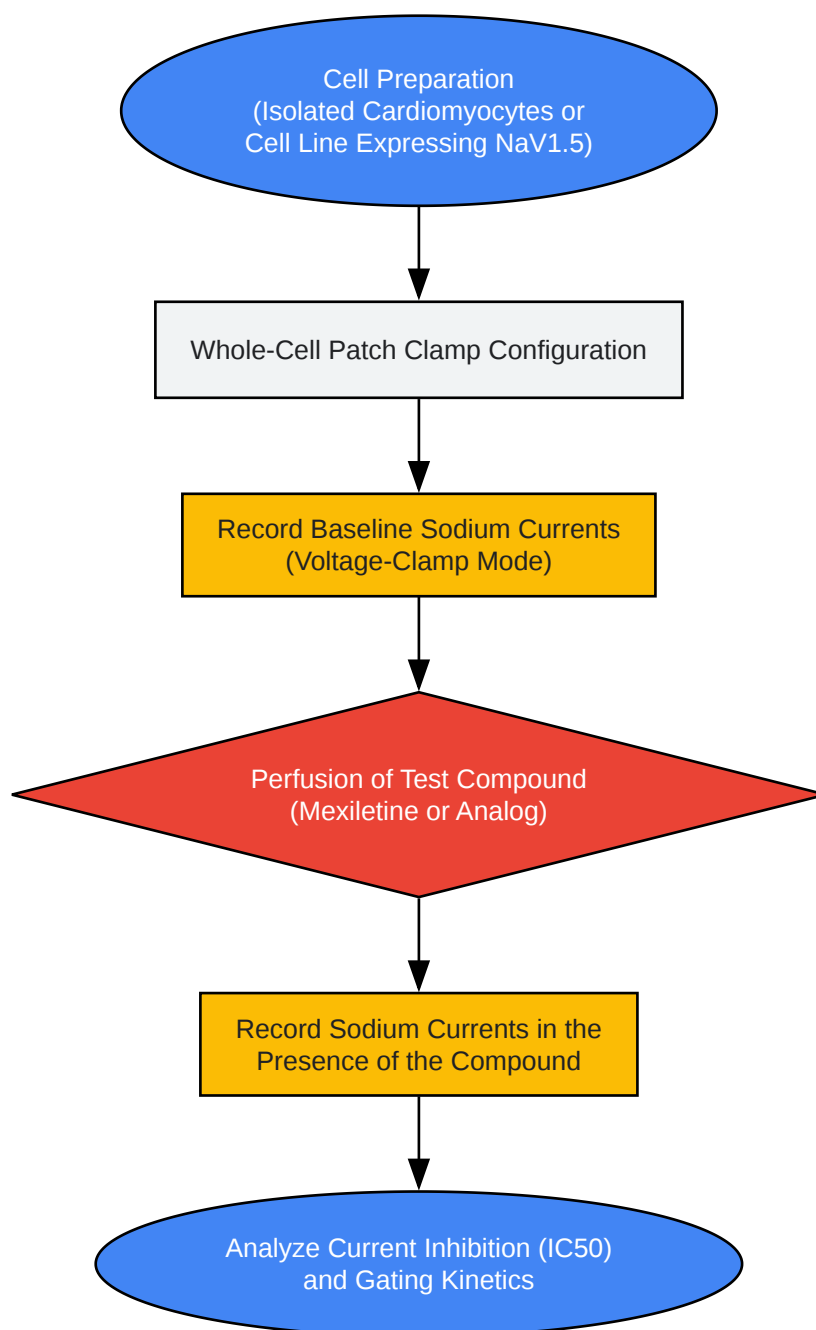 Cell Preparation
(Isolated Cardiomyocytes or
Cell Line Expressing NaV1.5)
Whole-Cell Patch Clamp Configuration
Record Baseline Sodium Currents
(Voltage-Clamp Mode)
Perfusion of Test Compound
(Mexiletine or Analog)
Record Sodium Currents in the
Presence of the Compound
Analyze Current Inhibition (IC50)
and Gating Kinetics